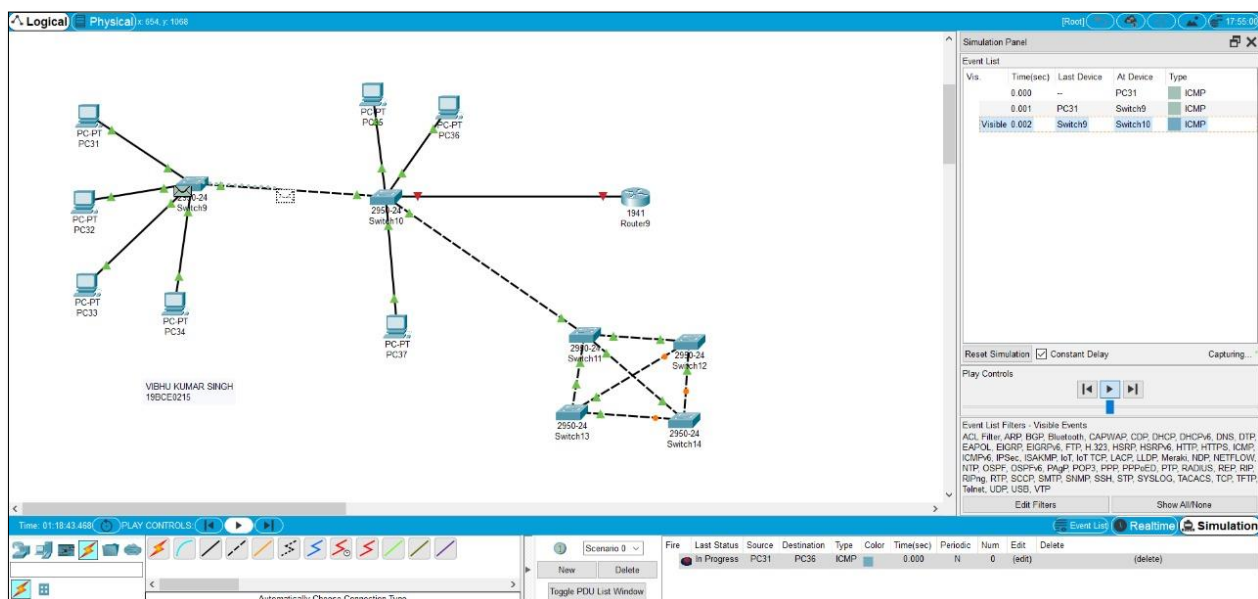 Logical Physical x: 654, y: 1068 [Root] 17:55:00
Simulation Panel
Event List
Vis. Time(sec) Last Device At Device Type
0.000 -- PC31 ICMP
0.001 PC31 Switch9 ICMP
Visible 0.002 Switch9 Switch10 ICMP
PC-PT
PC31
PC-PT
PC35
PC-PT
PC36
2950-24
Switch9
PC-PT
PC32
2950-24
Switch10
1941
Router9
PC-PT
PC33
PC-PT
PC34
PC-PT
PC37
2950-24
Switch11
2950-24
Switch12
2950-24
Switch13
2950-24
Switch14
VIBHU KUMAR SINGH
19BCE0215
Reset Simulation Constant Delay Capturing...
Play Controls
Event List Filters - Visible Events
ACL Filter, ARP, BGP, Bluetooth, CAPWAP, CDP, DHCP, DHCPv6, DNS, DTP,
EAPOL, EIGRP, EIGRPv6, FTP, H.323, HSRP, HSRPv6, HTTP, HTTPS, ICMP,
ICMPv6, IPSec, ISAKMP, IoT, IoT TCP, LACP, LLDP, Meraki, NDP, NETFLOW,
NTP, OSPF, OSPFv6, PAgP, POP3, PPP, PPPoED, PTP, RADIUS, REP, RIP,
RIPng, RTP, SCCP, SMTP, SNMP, SSH, STP, SYSLOG, TACACS, TCP, TFTP,
Telnet, UDP, USB, VTP
Edit Filters Show All/None
Time: 01:18:43.468 PLAY CONTROLS: Event List Realtime Simulation
Scenario 0
New Delete
Toggle PDU List Window
Fire Last Status Source Destination Type Color Time(sec) Periodic Num Edit Delete
In Progress PC31 PC36 ICMP 0.000 N 0 (edit) (delete)
Automatically Choose Connection Type